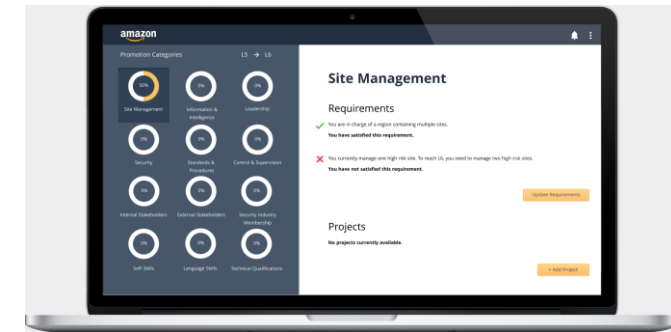 amazon
Promotion Categories
L5 → L6
50%
0%
0%
Site Management
Information &
Intelligence
Leadership
0%
0%
0%
Security
Standards &
Procedures
Control & Supervision
0%
0%
0%
Internal Stakeholders
External Stakeholders
Security Industry
Membership
0%
0%
0%
Soft Skills
Language Skills
Technical Qualifications
Site Management
Requirements
You are in charge of a region containing multiple sites.
You have satisfied this requirement.
You currently manage one high risk site. To reach L6, you need to manage two high-risk sites.
You have not satisfied this requirement.
Update Requirements
Projects
No projects currently available.
+ Add Project